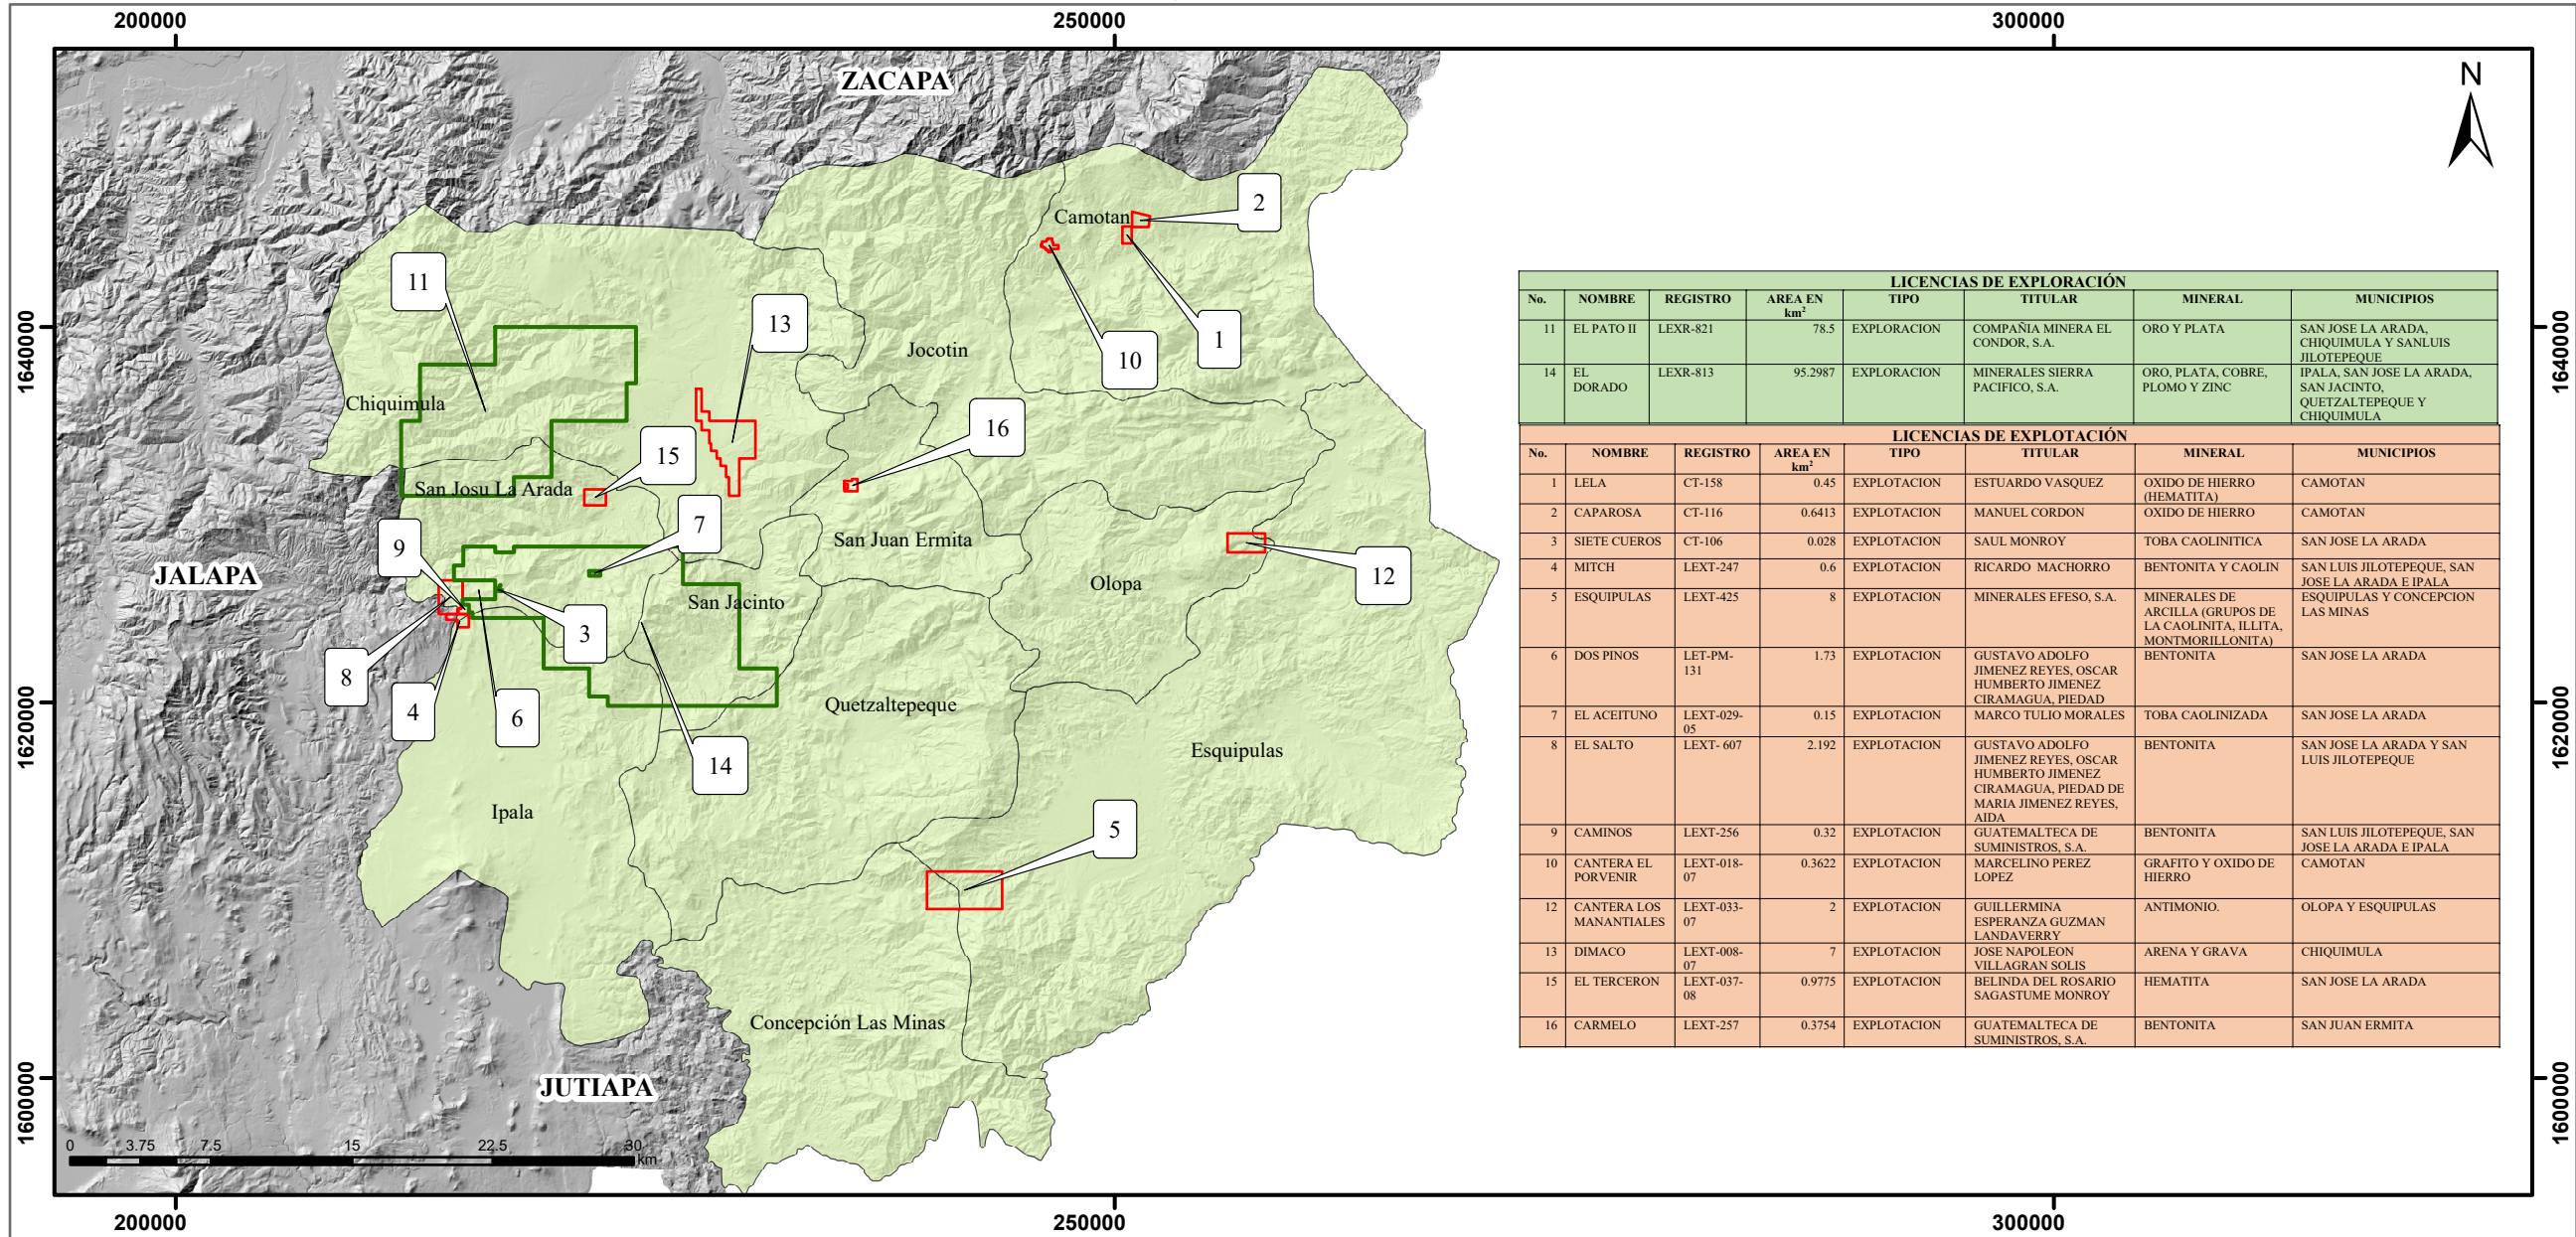 200000 250000 300000
N
ZACAPA
2
Camotan
11
13
1
10
1640000 1640000
Jocotin
Chiquimula
16
15
San Josu La Arada
7
9
San Juan Ermita
JALAPA
12
Olopa
San Jacinto
3
8
4
6
Quetzaltepeque
1620000 1620000
14
Esquipulas
Ipala
5
Concepción Las Minas
JUTIAPA
1600000 1600000
0 3.75 7.5 15 22.5 30
km
200000 250000 300000
LICENCIAS DE EXPLORACIÓN
No. NOMBRE REGISTRO AREA EN km² TIPO TITULAR MINERAL MUNICIPIOS
11 EL PATO II LEXR-821 78.5 EXPLORACION COMPAÑIA MINERA EL CONDOR, S.A. ORO Y PLATA SAN JOSE LA ARADA, CHIQUIMULA Y SANLUIS JILOTEPEQUE
14 EL DORADO LEXR-813 95.2987 EXPLORACION MINERALES SIERRA PACIFICO, S.A. ORO, PLATA, COBRE, PLOMO Y ZINC IPALA, SAN JOSE LA ARADA, SAN JACINTO, QUETZALTEPEQUE Y CHIQUIMULA
LICENCIAS DE EXPLOTACIÓN
No. NOMBRE REGISTRO AREA EN km² TIPO TITULAR MINERAL MUNICIPIOS
1 LELA CT-158 0.45 EXPLOTACION ESTUARDO VASQUEZ OXIDO DE HIERRO (HEMATITA) CAMOTAN
2 CAPAROSA CT-116 0.6413 EXPLOTACION MANUEL CORDON OXIDO DE HIERRO CAMOTAN
3 SIETE CUEROS CT-106 0.028 EXPLOTACION SAUL MONROY TOBA CAOLINITICA SAN JOSE LA ARADA
4 MITCH LEXT-247 0.6 EXPLOTACION RICARDO MACHORRO BENTONITA Y CAOLIN SAN LUIS JILOTEPEQUE, SAN JOSE LA ARADA E IPALA
5 ESQUIPULAS LEXT-425 8 EXPLOTACION MINERALES EFESO, S.A. MINERALES DE ARCILLA (GRUPOS DE LA CAOLINITA, ILLITA, MONTMORILLONITA) ESQUIPULAS Y CONCEPCION LAS MINAS
6 DOS PINOS LET-PM-131 1.73 EXPLOTACION GUSTAVO ADOLFO JIMENEZ REYES, OSCAR HUMBERTO JIMENEZ CIRAMAGUA, PIEDAD BENTONITA SAN JOSE LA ARADA
7 EL ACEITUNO LEXT-029-05 0.15 EXPLOTACION MARCO TULIO MORALES TOBA CAOLINIZADA SAN JOSE LA ARADA
8 EL SALTO LEXT- 607 2.192 EXPLOTACION GUSTAVO ADOLFO JIMENEZ REYES, OSCAR HUMBERTO JIMENEZ CIRAMAGUA, PIEDAD DE MARIA JIMENEZ REYES, AIDA BENTONITA SAN JOSE LA ARADA Y SAN LUIS JILOTEPEQUE
9 CAMINOS LEXT-256 0.32 EXPLOTACION GUATEMALTECA DE SUMINISTROS, S.A. BENTONITA SAN LUIS JILOTEPEQUE, SAN JOSE LA ARADA E IPALA
10 CANTERA EL PORVENIR LEXT-018-07 0.3622 EXPLOTACION MARCELINO PEREZ LOPEZ GRAFITO Y OXIDO DE HIERRO CAMOTAN
12 CANTERA LOS MANANTIALES LEXT-033-07 2 EXPLOTACION GUILLERMINA ESPERANZA GUZMAN LANDAVERRY ANTIMONIO. OLOPA Y ESQUIPULAS
13 DIMACO LEXT-008-07 7 EXPLOTACION JOSE NAPOLEON VILLAGRAN SOLIS ARENA Y GRAVA CHIQUIMULA
15 EL TERCERON LEXT-037-08 0.9775 EXPLOTACION BELINDA DEL ROSARIO SAGASTUME MONROY HEMATITA SAN JOSE LA ARADA
16 CARMELO LEXT-257 0.3754 EXPLOTACION GUATEMALTECA DE SUMINISTROS, S.A. BENTONITA SAN JUAN ERMITA